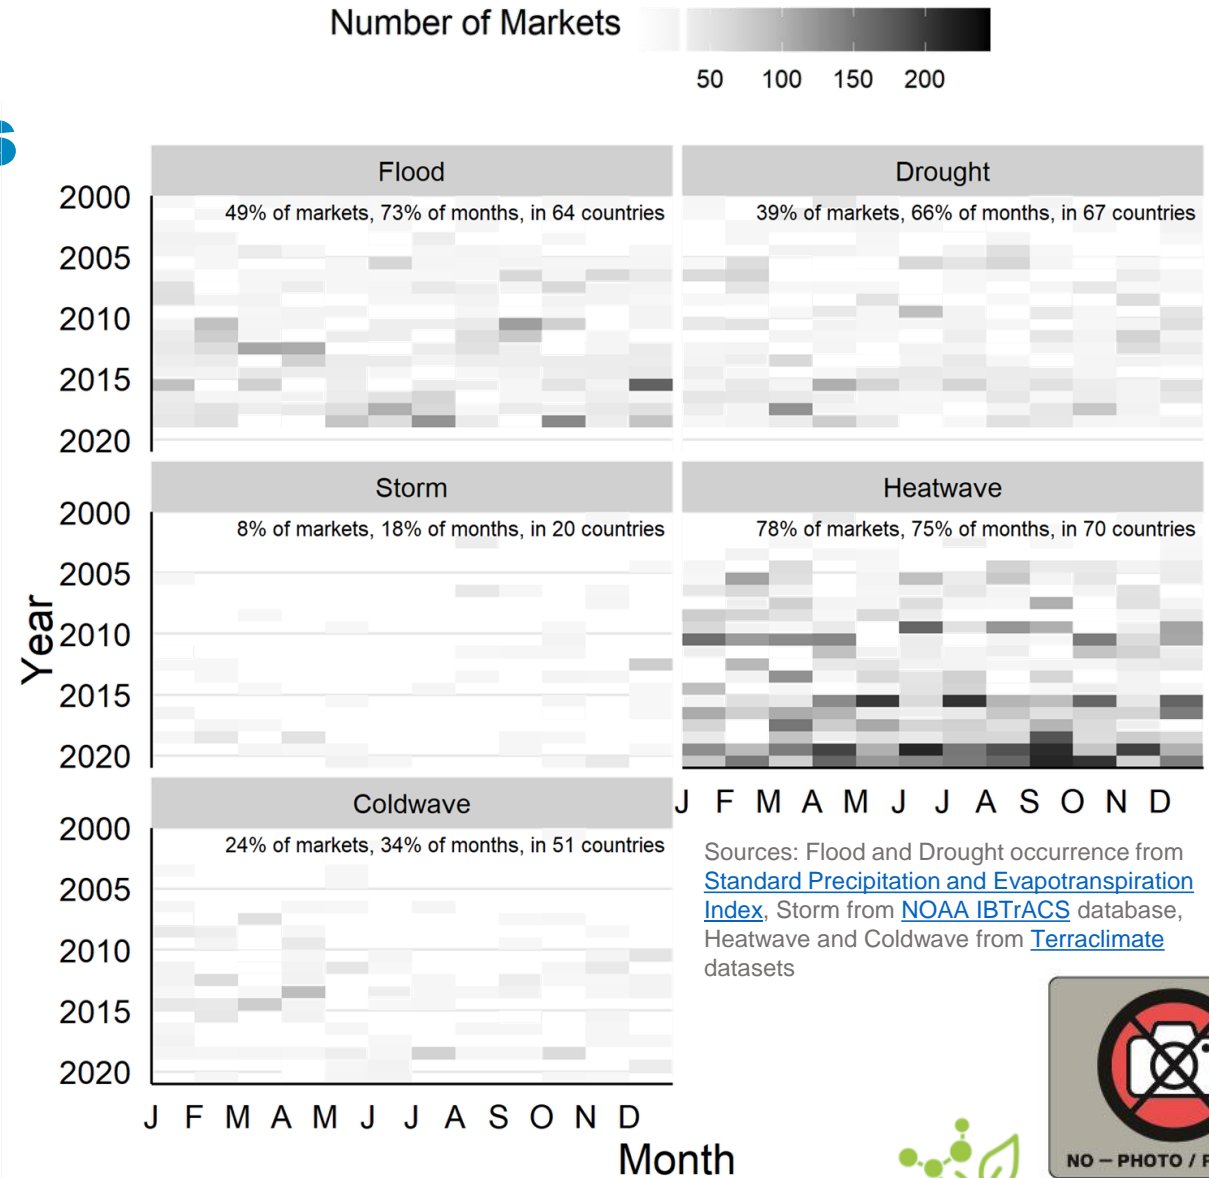 Number of Markets
50 100 150 200
Flood
49% of markets, 73% of months, in 64 countries
2000
2005
2010
2015
2020
Drought
39% of markets, 66% of months, in 67 countries
Storm
8% of markets, 18% of months, in 20 countries
2000
2005
2010
2015
2020
Heatwave
78% of markets, 75% of months, in 70 countries
J F M A M J J A S O N D
Year
Coldwave
24% of markets, 34% of months, in 51 countries
2000
2005
2010
2015
2020
J F M A M J J A S O N D
Month
Sources: Flood and Drought occurrence from
Standard Precipitation and Evapotranspiration
Index, Storm from NOAA IBTrACS database,
Heatwave and Coldwave from Terraclimate
datasets
NO – PHOTO /